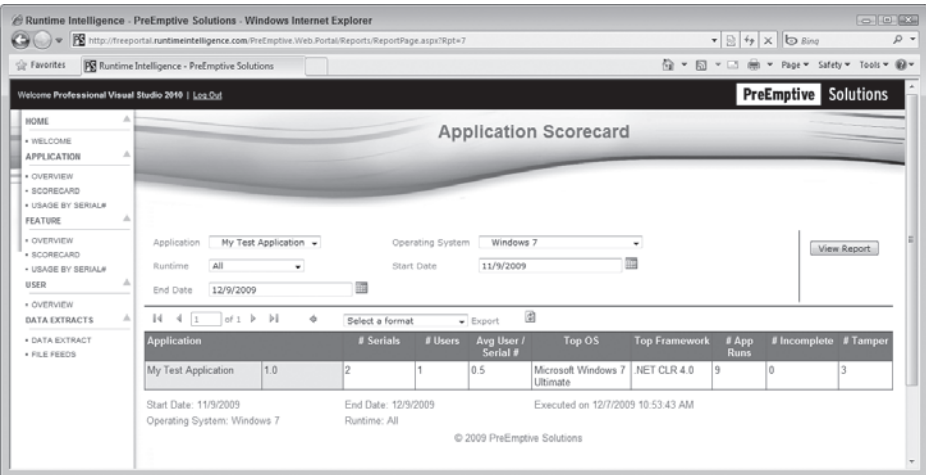 Runtime Intelligence - PreEmptive Solutions - Windows Internet Explorer
http://freeportal.runtimeintelligence.com/PreEmptive.Web.Portal/Reports/ReportPage.aspx?Rpt=7
Bing
Favorites
Runtime Intelligence - PreEmptive Solutions
Page Safety Tools
Welcome Professional Visual Studio 2010 | Log Out
PreEmptive Solutions
HOME
• WELCOME
APPLICATION
• OVERVIEW
• SCORECARD
• USAGE BY SERIAL#
FEATURE
• OVERVIEW
• SCORECARD
• USAGE BY SERIAL#
USER
• OVERVIEW
DATA EXTRACTS
• DATA EXTRACT
• FILE FEEDS
Application Scorecard
Application My Test Application Operating System Windows 7
View Report
Runtime All Start Date 11/9/2009
End Date 12/9/2009
1 of 1 Select a format Export
Application # Serials # Users Avg User / Serial # Top OS Top Framework # App Runs # Incomplete # Tamper
My Test Application 1.0 2 1 0.5 Microsoft Windows 7 Ultimate .NET CLR 4.0 9 0 3
Start Date: 11/9/2009 End Date: 12/9/2009 Executed on 12/7/2009 10:53:43 AM
Operating System: Windows 7 Runtime: All
© 2009 PreEmptive Solutions